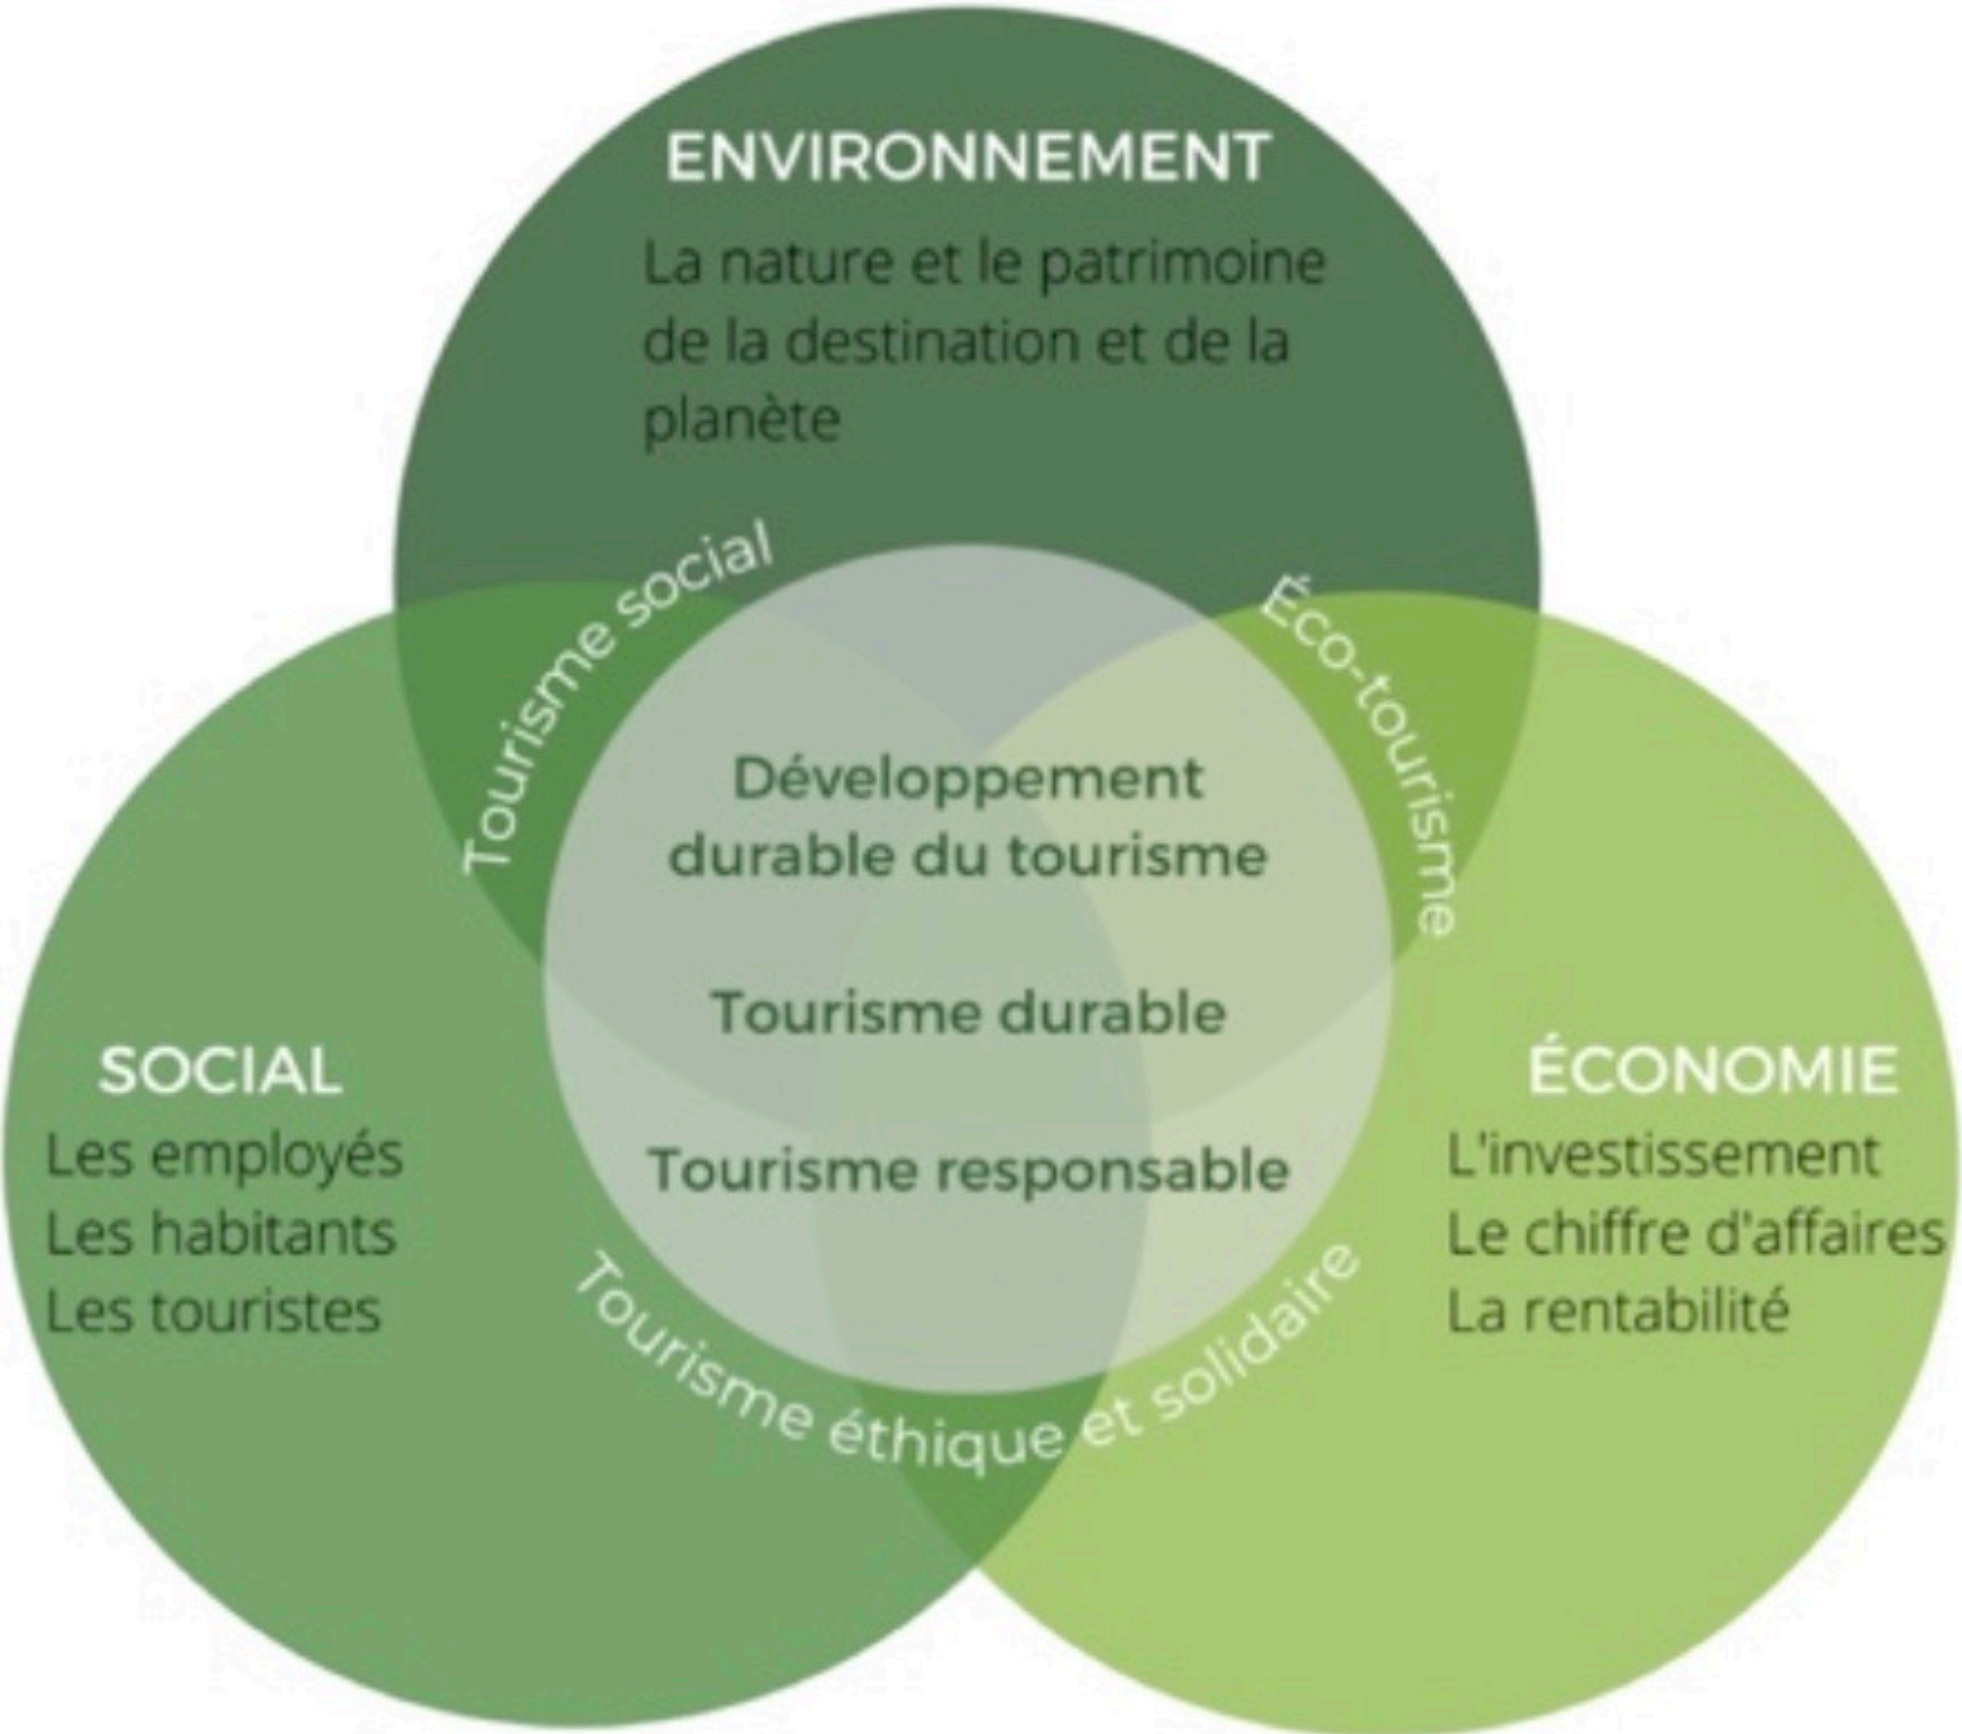 ENVIRONNEMENT
La nature et le patrimoine
de la destination et de la
planète
Tourisme social
Éco-tourisme
Développement
durable du tourisme
Tourisme durable
Tourisme responsable
SOCIAL
Les employés
Les habitants
Les touristes
ÉCONOMIE
L'investissement
Le chiffre d'affaires
La rentabilité
Tourisme éthique et solidaire